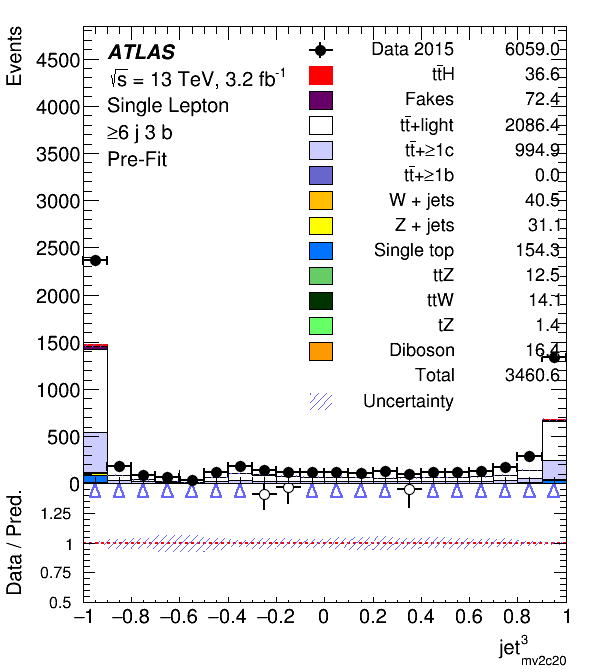 Events
4500
4000
3500
3000
2500
2000
1500
1000
500
0
ATLAS
√s = 13 TeV, 3.2 fb⁻¹
Single Lepton
≥6 j 3 b
Pre-Fit
Data 2015 6059.0
tt̄H 36.6
Fakes 72.4
tt̄+light 2086.4
tt̄+≥1c 994.9
tt̄+≥1b 0.0
W + jets 40.5
Z + jets 31.1
Single top 154.3
ttZ 12.5
ttW 14.1
tZ 1.4
Diboson 16.4
Total 3460.6
Uncertainty
Data / Pred.
1.25
1
0.75
0.5
−1 −0.8 −0.6 −0.4 −0.2 0 0.2 0.4 0.6 0.8 1
jet³mv2c20